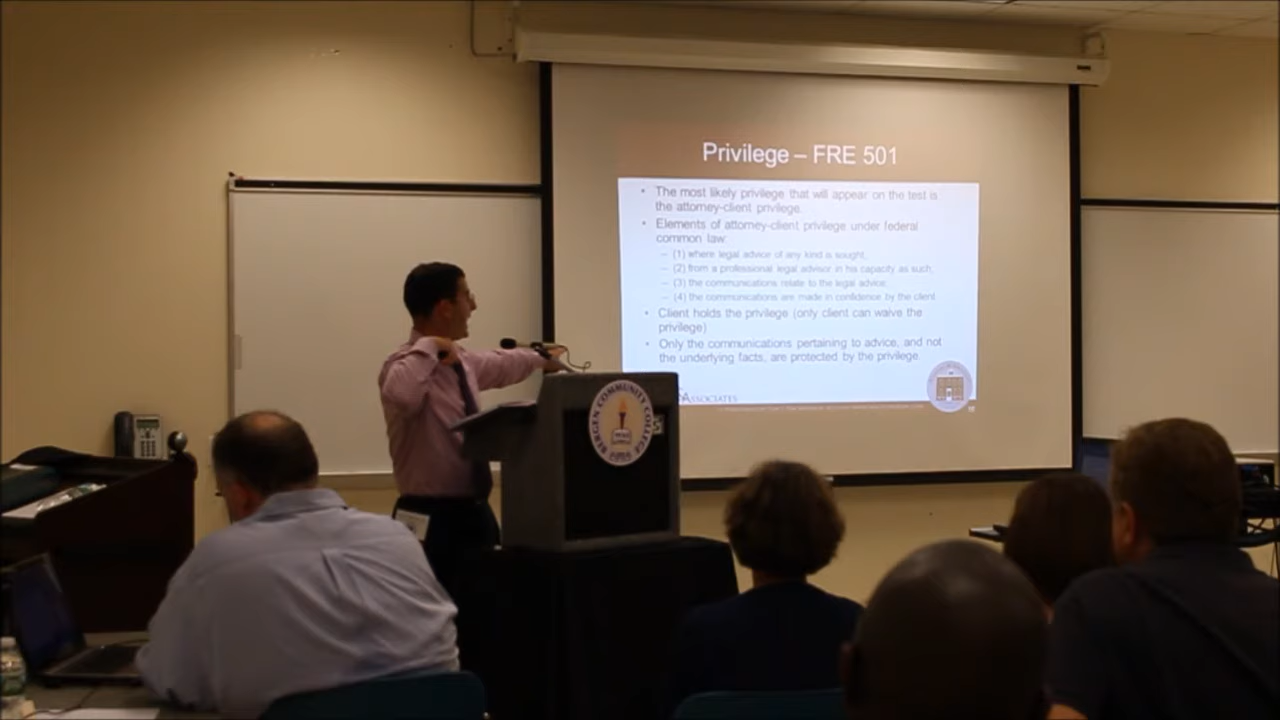 Privilege – FRE 501
• The most likely privilege that will appear on the test is
the attorney-client privilege.
• Elements of attorney-client privilege under federal
common law:
– (1) where legal advice of any kind is sought,
– (2) from a professional legal advisor in his capacity as such,
– (3) the communications relate to the legal advice;
– (4) the communications are made in confidence by the client
• Client holds the privilege (only client can waive the
privilege)
• Only the communications pertaining to advice, and not
the underlying facts, are protected by the privilege.
ASSOCIATES
BERGEN COMMUNITY COLLEGE